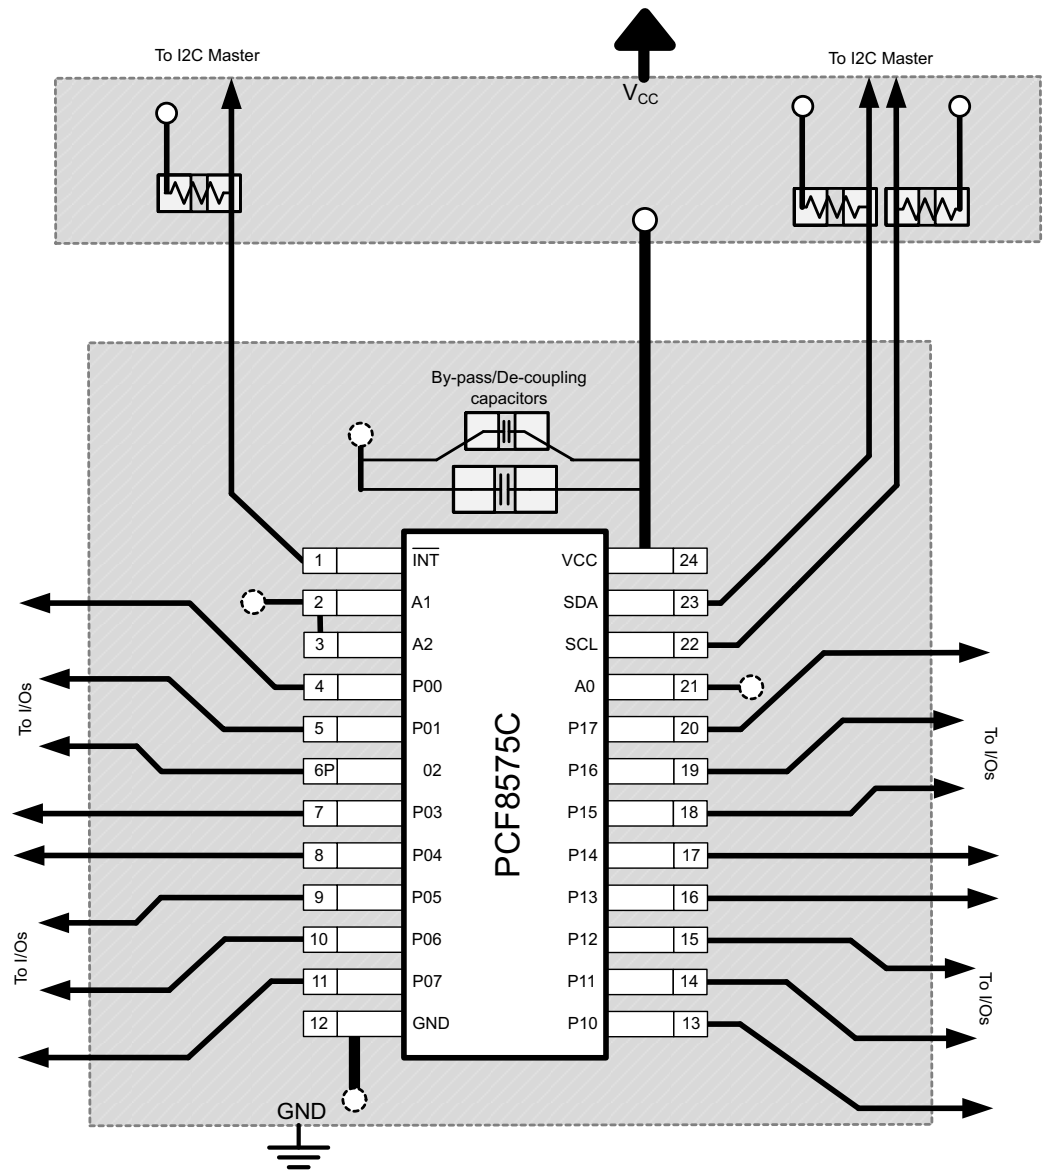 To I2C Master
To I2C Master
VCC
By-pass/De-coupling
capacitors
1 INT VCC 24
2 A1 SDA 23
3 A2 SCL 22
4 P00 A0 21
5 P01 P17 20
6P 02 P16 19
7 P03 P15 18
8 P04 P14 17
9 P05 P13 16
10 P06 P12 15
11 P07 P11 14
12 GND P10 13
PCF8575C
To I/Os
To I/Os
To I/Os
To I/Os
GND